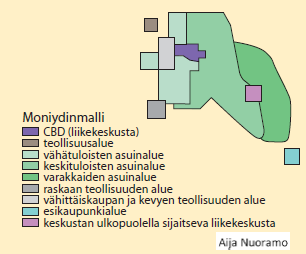 Moniydinmalli
CBD (liikekeskusta)
teollisuusalue
vähätuloisten asuinalue
keskituloisten asuinalue
varakkaiden asuinalue
raskaan teollisuuden alue
vähittäiskaupan ja kevyen teollisuuden alue
esikaupunkialue
keskustan ulkopuolella sijaitseva liikekeskusta
Aija Nuoramo